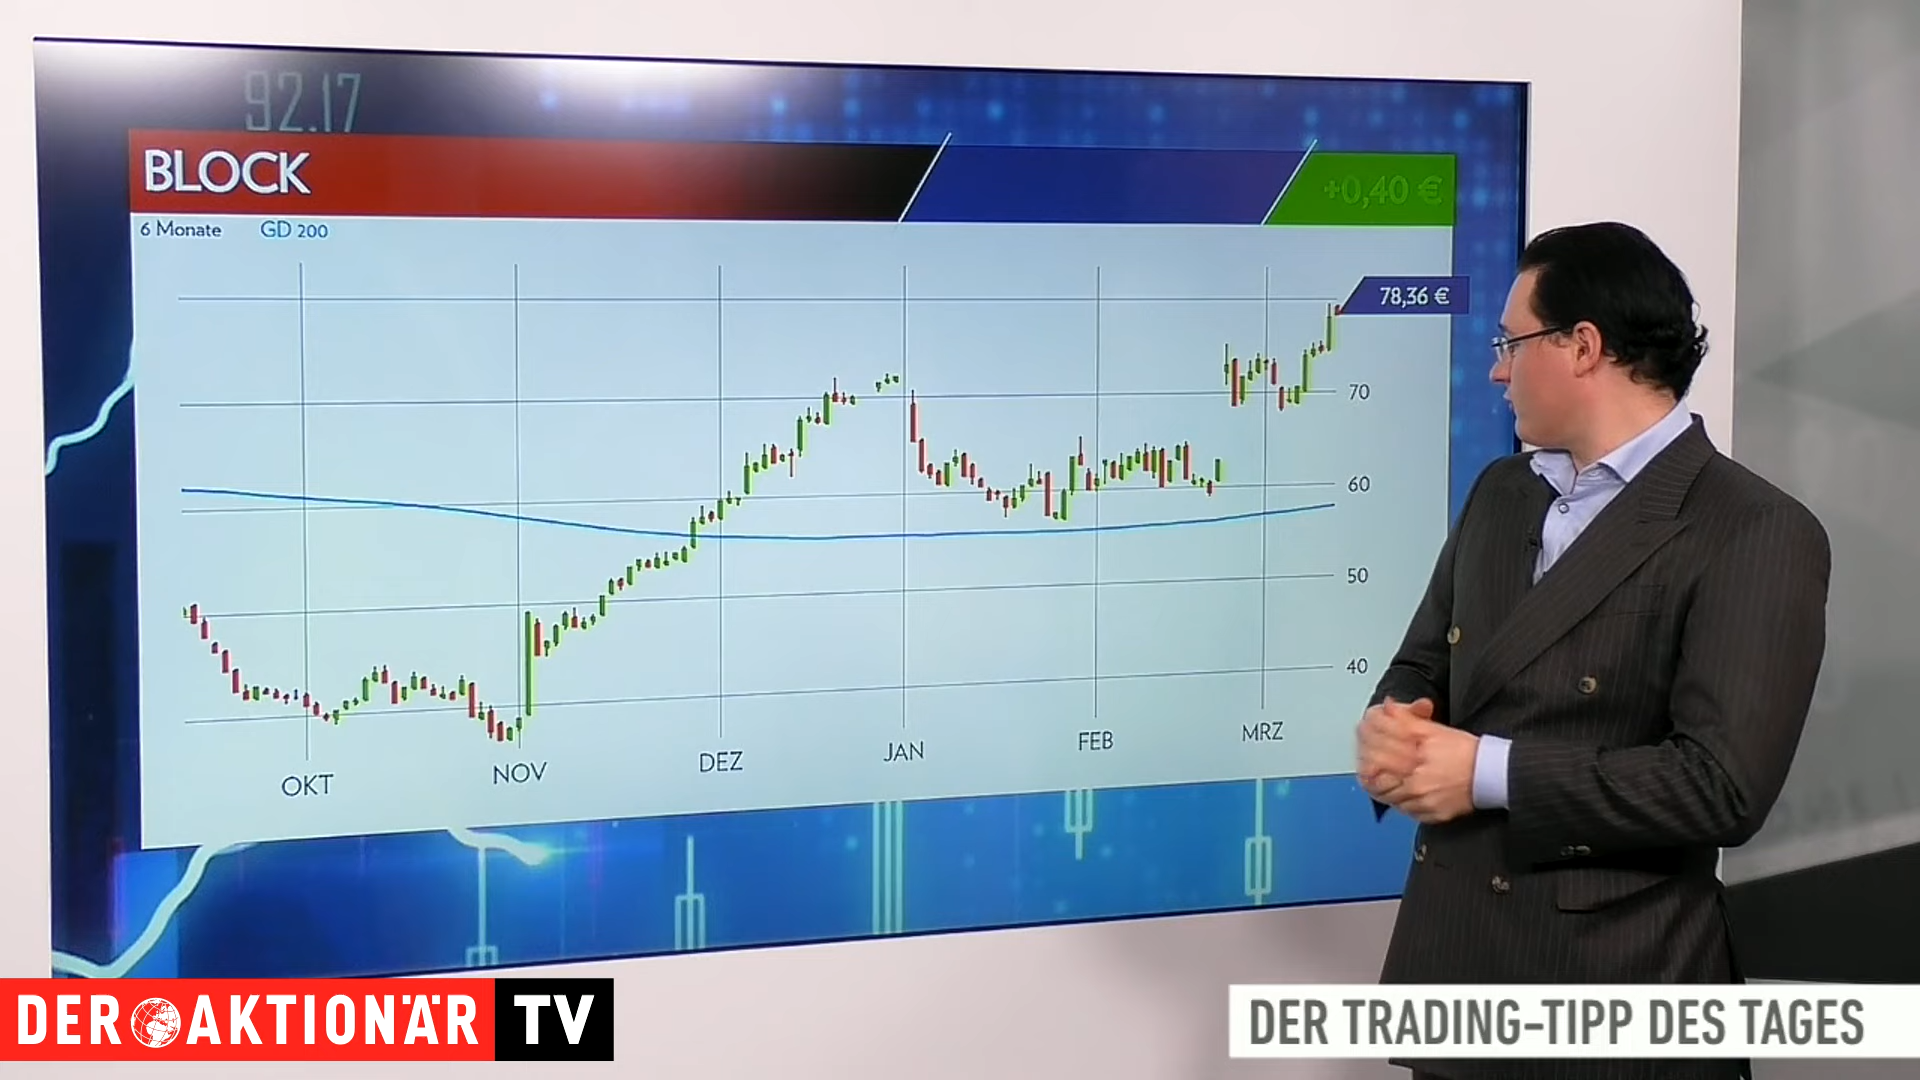 92.17
BLOCK
+0,40 €
6 Monate GD 200
78,36 €
70
60
50
40
OKT NOV DEZ JAN FEB MRZ
DER AKTIONÄR TV
DER TRADING-TIPP DES TAGES